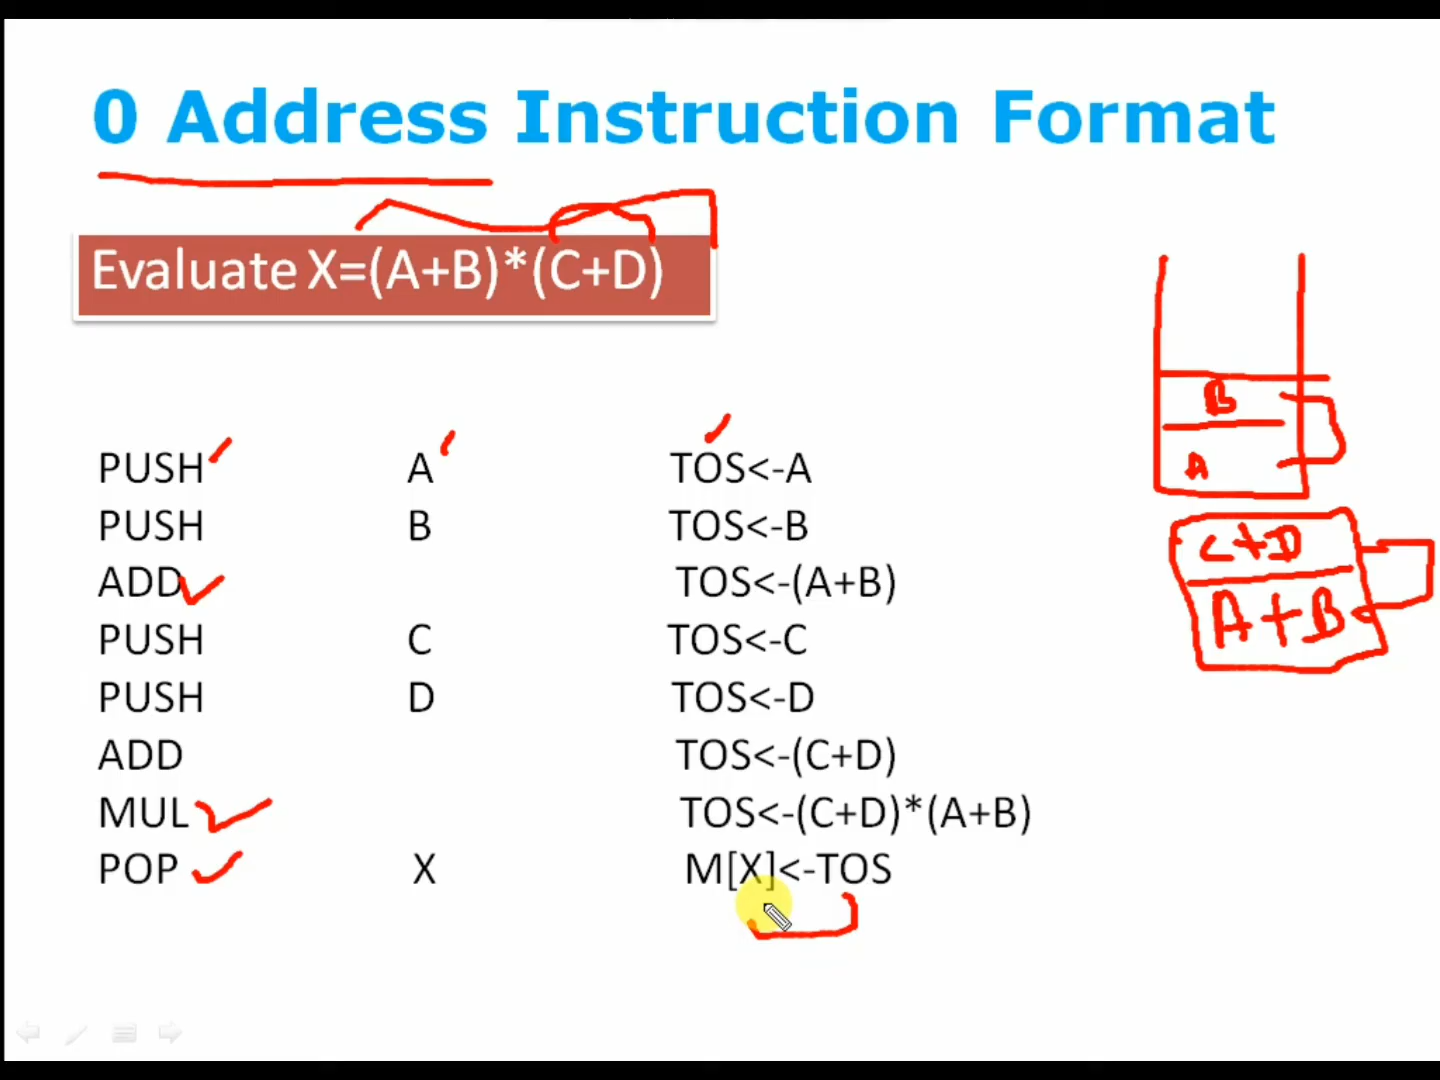 0 Address Instruction Format
Evaluate X=(A+B)*(C+D)
PUSH A TOS<-A
PUSH B TOS<-B
ADD TOS<-(A+B)
PUSH C TOS<-C
PUSH D TOS<-D
ADD TOS<-(C+D)
MUL TOS<-(C+D)*(A+B)
POP X M[X]<-TOS
B
A
C+D
A+B